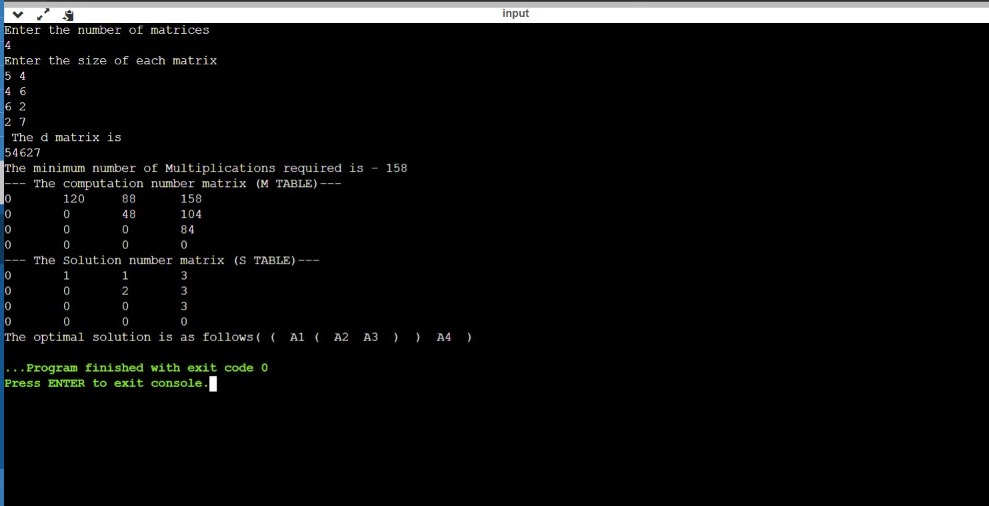 input
Enter the number of matrices
4
Enter the size of each matrix
5 4
4 6
6 2
2 7
The d matrix is
54627
The minimum number of Multiplications required is - 158
--- The computation number matrix (M TABLE)---
0 120 88 158
0 0 48 104
0 0 0 84
0 0 0 0
--- The Solution number matrix (S TABLE)---
0 1 1 3
0 0 2 3
0 0 0 3
0 0 0 0
The optimal solution is as follows( ( A1 ( A2 A3 ) ) A4 )
...Program finished with exit code 0
Press ENTER to exit console.